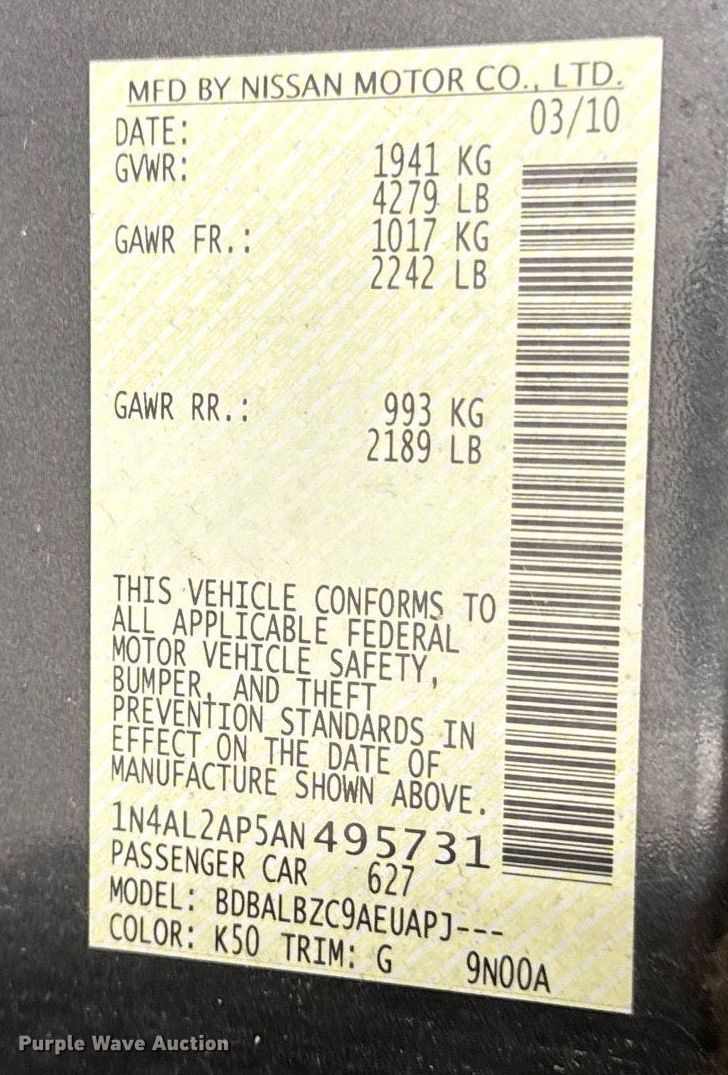 MFD BY NISSAN MOTOR CO., LTD.
DATE: 03/10
GVWR: 1941 KG
4279 LB
GAWR FR.: 1017 KG
2242 LB
GAWR RR.: 993 KG
2189 LB
THIS VEHICLE CONFORMS TO
ALL APPLICABLE FEDERAL
MOTOR VEHICLE SAFETY,
BUMPER, AND THEFT
PREVENTION STANDARDS IN
EFFECT ON THE DATE OF
MANUFACTURE SHOWN ABOVE.
1N4AL2AP5AN495731
PASSENGER CAR 627
MODEL: BDBALBZC9AEUAPJ---
COLOR: K50 TRIM: G 9N00A
Purple Wave Auction